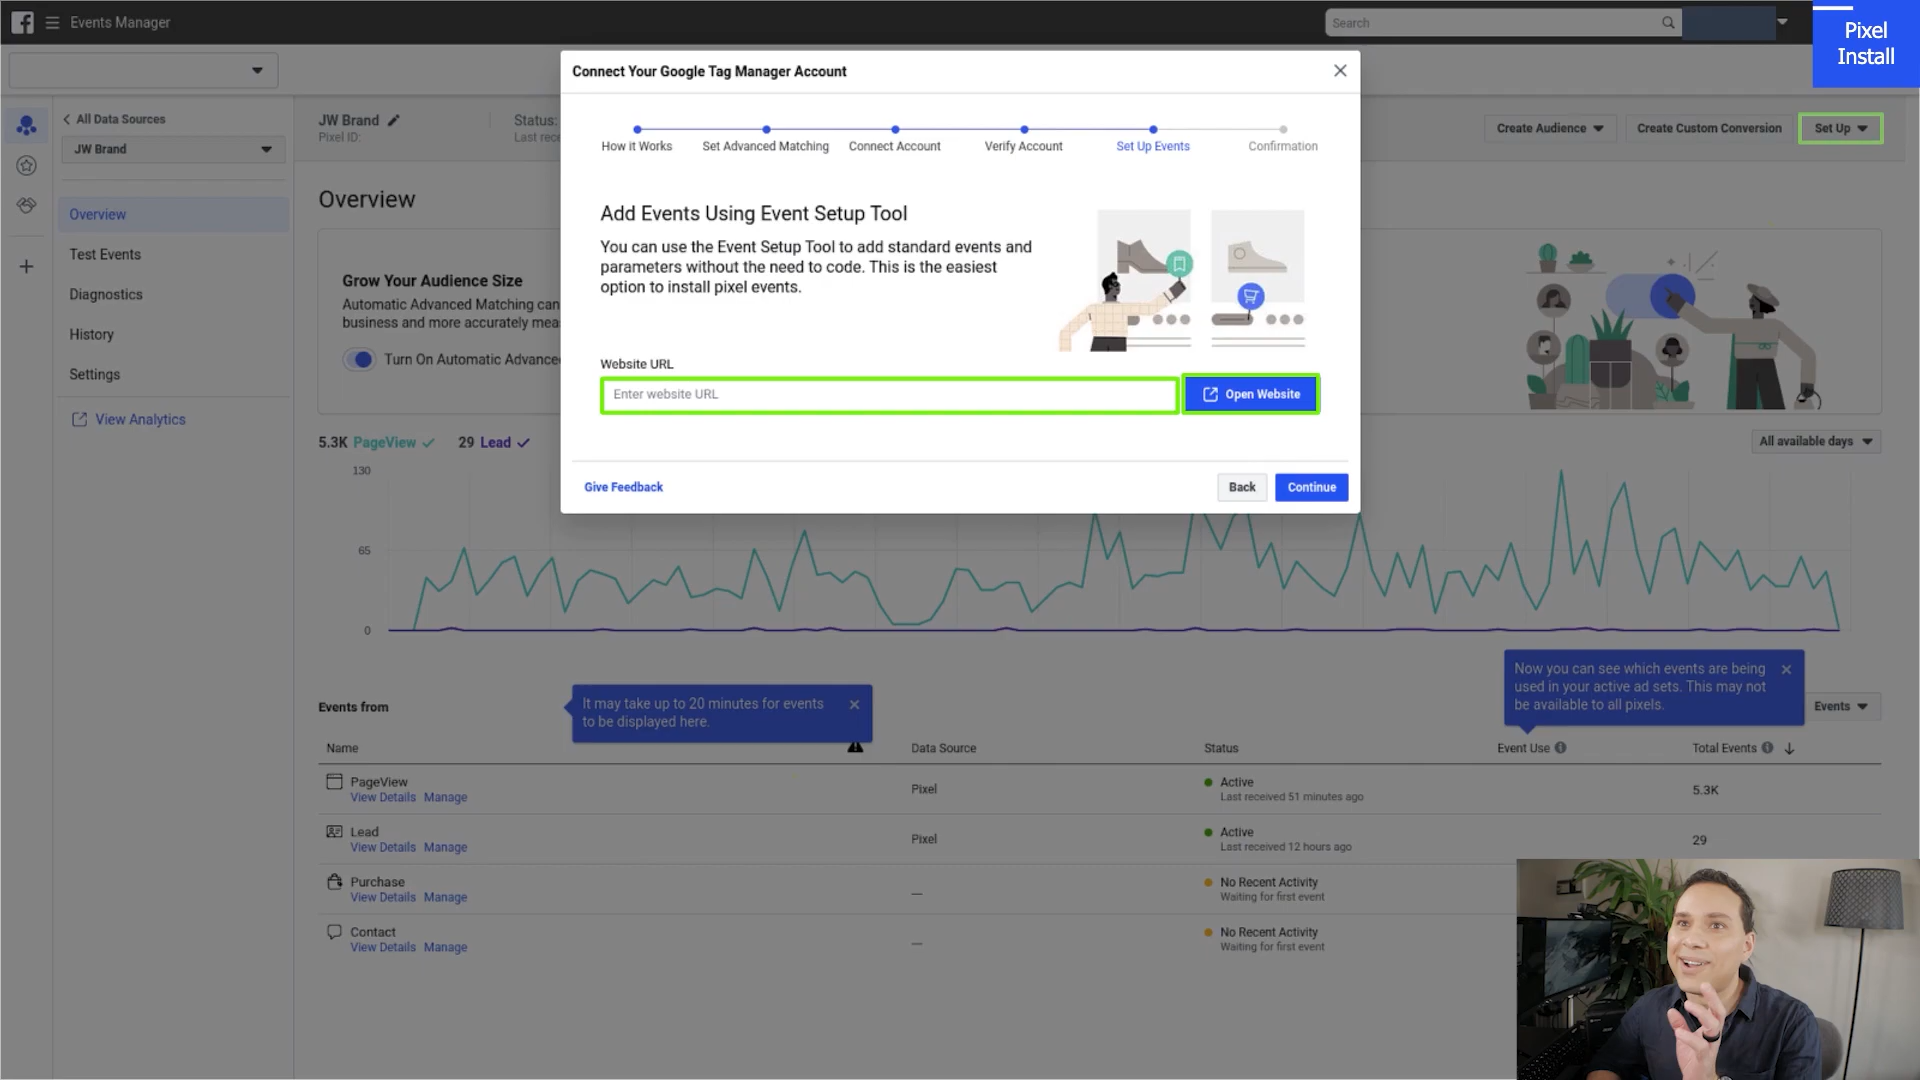 Events Manager
Search
Pixel
Install
Connect Your Google Tag Manager Account
How it Works
Set Advanced Matching
Connect Account
Verify Account
Set Up Events
Confirmation
All Data Sources
JW Brand
JW Brand
Pixel ID:
Status:
Last rece
Create Audience
Create Custom Conversion
Set Up
Overview
Test Events
Diagnostics
History
Settings
View Analytics
Overview
Grow Your Audience Size
Automatic Advanced Matching can
business and more accurately mea
Turn On Automatic Advance
Add Events Using Event Setup Tool
You can use the Event Setup Tool to add standard events and
parameters without the need to code. This is the easiest
option to install pixel events.
Website URL
Enter website URL
Open Website
Give Feedback
Back
Continue
5.3K PageView
29 Lead
All available days
130
65
0
Events from
It may take up to 20 minutes for events
to be displayed here.
Now you can see which events are being
used in your active ad sets. This may not
be available to all pixels.
Events
Name
Data Source
Status
Event Use
Total Events
PageView
View Details Manage
Pixel
Active
Last received 51 minutes ago
5.3K
Lead
View Details Manage
Pixel
Active
Last received 12 hours ago
29
Purchase
View Details Manage
—
No Recent Activity
Waiting for first event
Contact
View Details Manage
—
No Recent Activity
Waiting for first event